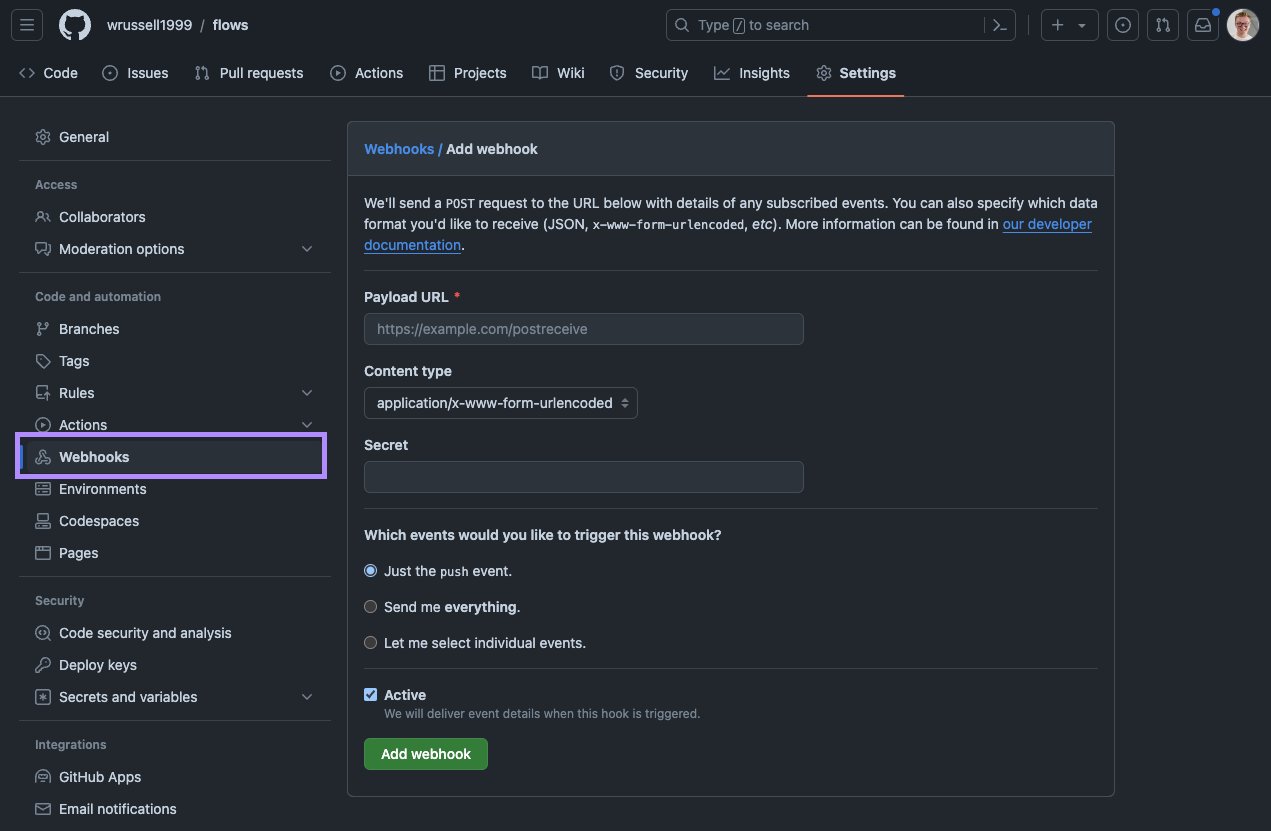 wrussell1999 / flows
Type / to search
Code Issues Pull requests Actions Projects Wiki Security Insights Settings
General
Access
Collaborators
Moderation options
Code and automation
Branches
Tags
Rules
Actions
Webhooks
Environments
Codespaces
Pages
Security
Code security and analysis
Deploy keys
Secrets and variables
Integrations
GitHub Apps
Email notifications
Webhooks / Add webhook
We'll send a POST request to the URL below with details of any subscribed events. You can also specify which data
format you'd like to receive (JSON, x-www-form-urlencoded, etc). More information can be found in our developer
documentation.
Payload URL *
https://example.com/postreceive
Content type
application/x-www-form-urlencoded
Secret
Which events would you like to trigger this webhook?
Just the push event.
Send me everything.
Let me select individual events.
Active
We will deliver event details when this hook is triggered.
Add webhook